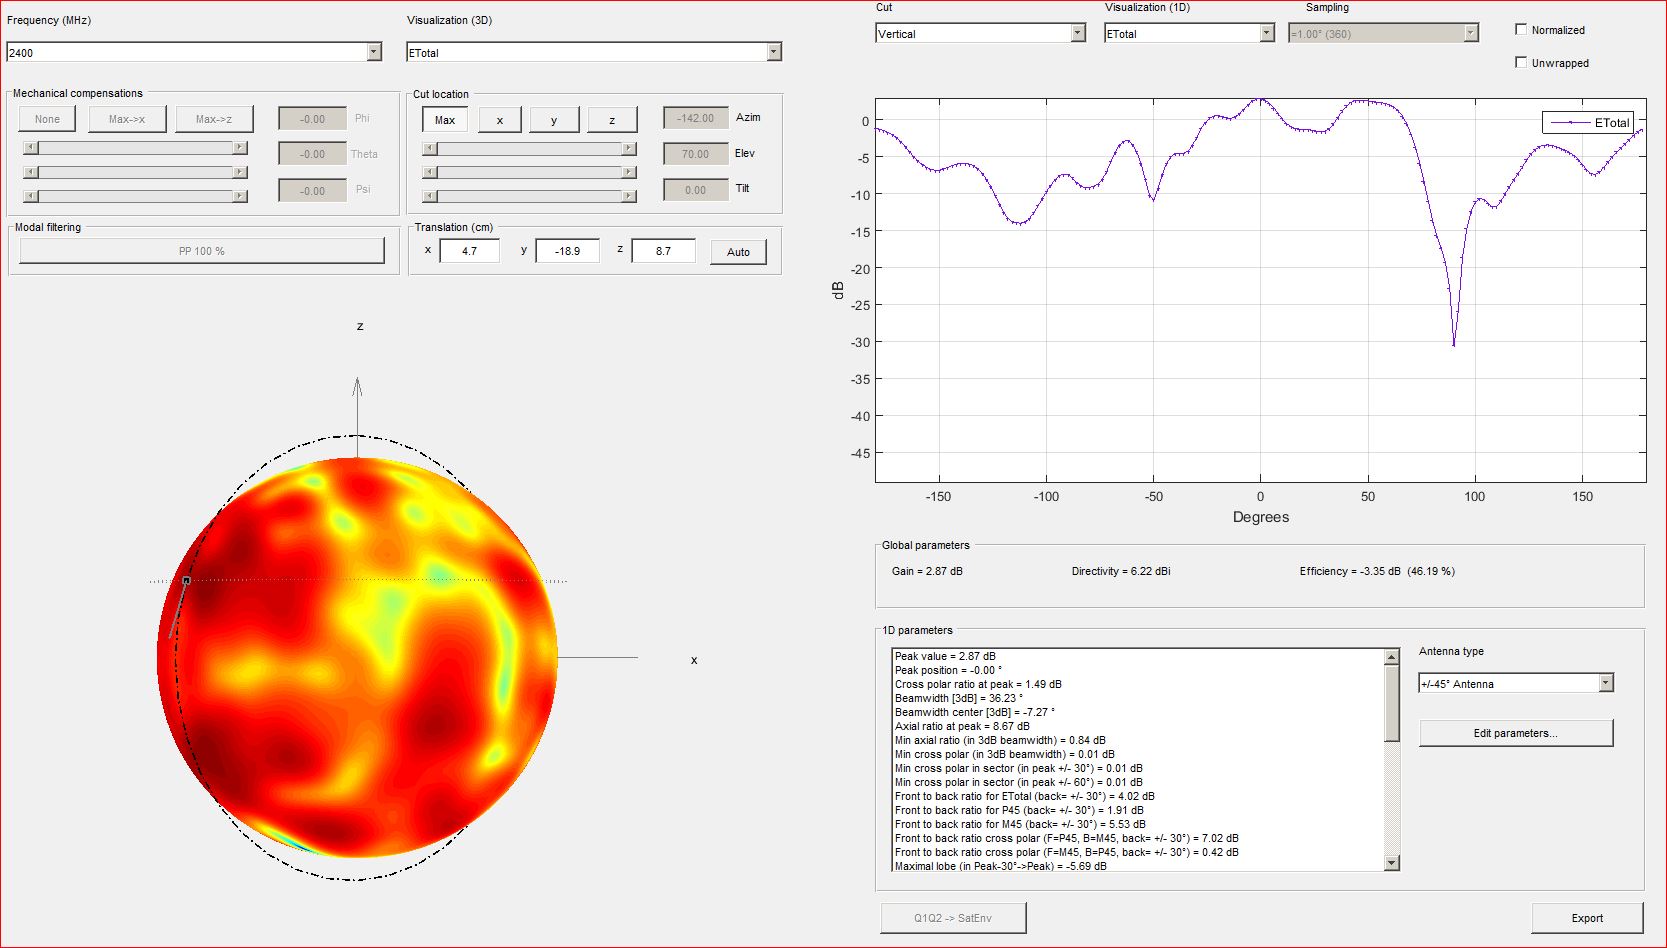 Frequency (MHz)
2400
Visualization (3D)
ETotal
Mechanical compensations
None
Max->x
Max->z
-0.00 Phi
-0.00 Theta
-0.00 Psi
Cut location
Max
x
y
z
-142.00 Azim
70.00 Elev
0.00 Tilt
Modal filtering
PP 100 %
Translation (cm)
x 4.7 y -18.9 z 8.7 Auto
z
x
Cut
Vertical
Visualization (1D)
ETotal
Sampling
=1.00° (360)
Normalized
Unwrapped
ETotal
0
-5
-10
-15
-20
-25
-30
-35
-40
-45
dB
-150 -100 -50 0 50 100 150
Degrees
Global parameters
Gain = 2.87 dB
Directivity = 6.22 dBi
Efficiency = -3.35 dB (46.19 %)
1D parameters
Peak value = 2.87 dB
Peak position = -0.00 °
Cross polar ratio at peak = 1.49 dB
Beamwidth [3dB] = 36.23 °
Beamwidth center [3dB] = -7.27 °
Axial ratio at peak = 8.67 dB
Min axial ratio (in 3dB beamwidth) = 0.84 dB
Min cross polar (in 3dB beamwidth) = 0.01 dB
Min cross polar in sector (in peak +/- 30°) = 0.01 dB
Min cross polar in sector (in peak +/- 60°) = 0.01 dB
Front to back ratio for ETotal (back= +/- 30°) = 4.02 dB
Front to back ratio for P45 (back= +/- 30°) = 1.91 dB
Front to back ratio for M45 (back= +/- 30°) = 5.53 dB
Front to back ratio cross polar (F=P45, B=M45, back= +/- 30°) = 7.02 dB
Front to back ratio cross polar (F=M45, B=P45, back= +/- 30°) = 0.42 dB
Maximal lobe (in Peak-30°->Peak) = -5.69 dB
Antenna type
+/-45° Antenna
Edit parameters...
Q1Q2 -> SatEnv
Export